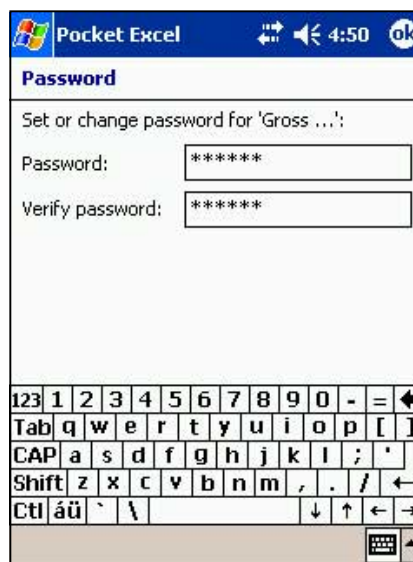 Pocket Excel 4:50 ok
Password
Set or change password for 'Gross ...':
Password: ******
Verify password: ******
123 1 2 3 4 5 6 7 8 9 0 - =
Tab q w e r t y u i o p [ ]
CAP a s d f g h j k l ; '
Shift z x c v b n m , . /
Ctl áü ` \ ↓ ↑ ← →